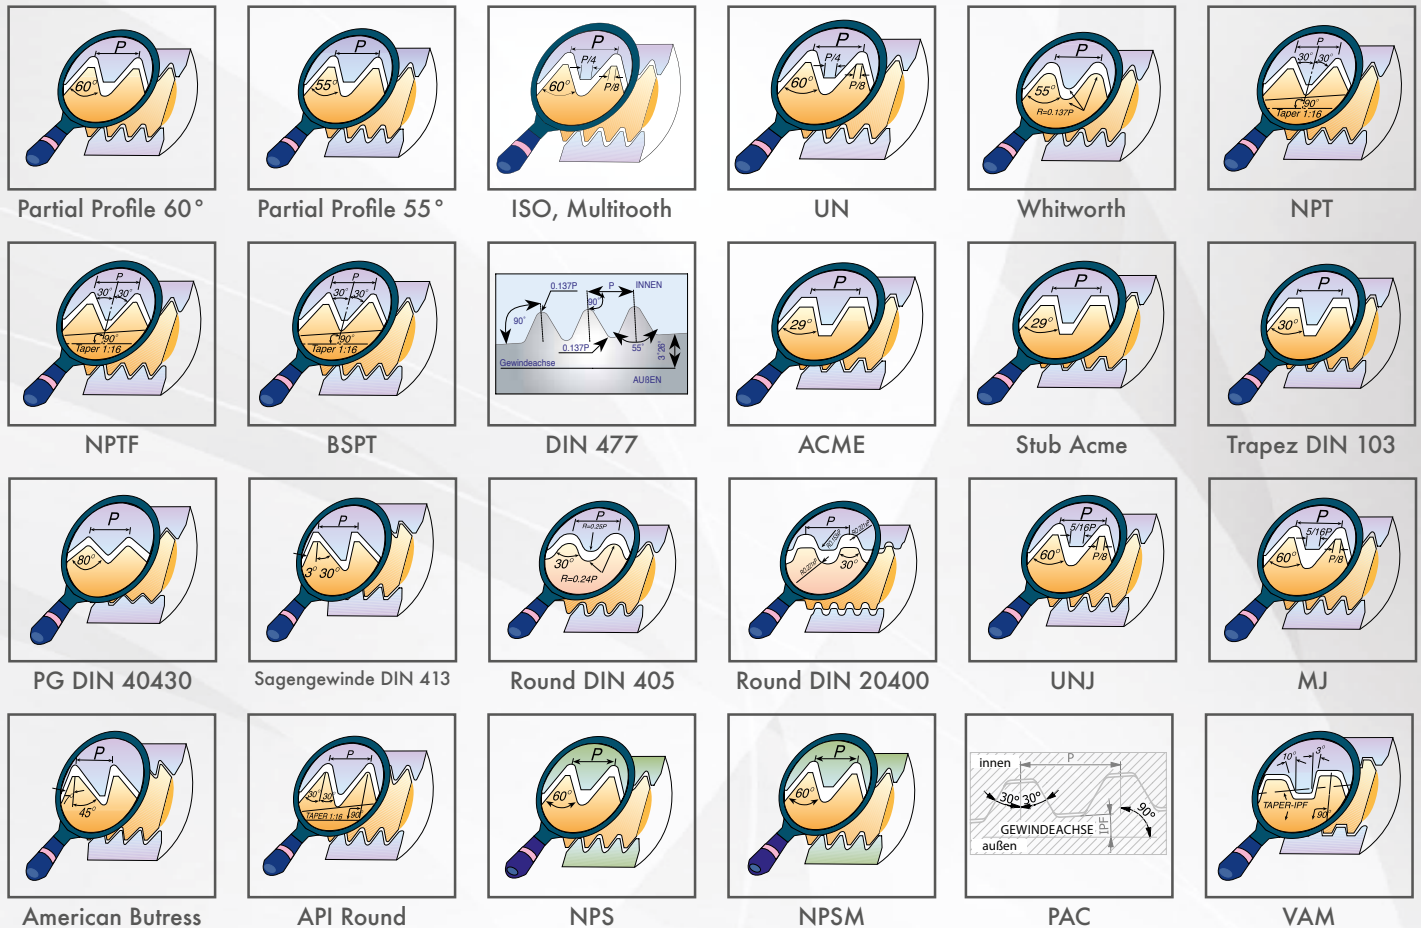 P
60°
Partial Profile 60°
P
55°
Partial Profile 55°
P
P/4
60°
P/8
ISO, Multitooth
P
P/4
60°
P/8
UN
P
55°
R=0.137P
Whitworth
P
30° 30°
90°
Taper 1:16
NPT
P
30° 30°
90°
Taper 1:16
NPTF
P
30° 30°
90°
Taper 1:16
BSPT
0.137P P INNEN
90°
90°
0.137P 55° 3°26'
Gewindeachse
AUßEN
DIN 477
P
29°
ACME
P
29°
Stub Acme
P
30°
Trapez DIN 103
P
80°
PG DIN 40430
P
3° 30°
Sagengewinde DIN 413
P
R=0.25P
30°
R=0.24P
Round DIN 405
P
30°
Round DIN 20400
P
5/16P
60°
P/8
UNJ
P
5/16P
60°
P/8
MJ
P
7°
45°
American Butress
P
30° 30°
TAPER 1:16 90°
API Round
P
60°
NPS
P
60°
NPSM
innen P
30° 30° 90°
GEWINDEACHSE IPF
außen
PAC
10° 3°
TAPER-IPF
90°
VAM